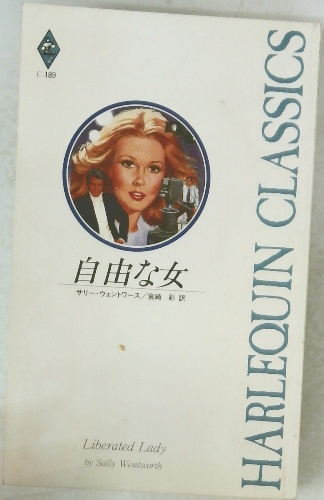 C-189
HARLEQUIN CLASSICS
自由な女
サリー・ウェントワース/宮崎 彩 訳
Liberated Lady
by Sally Wentworth